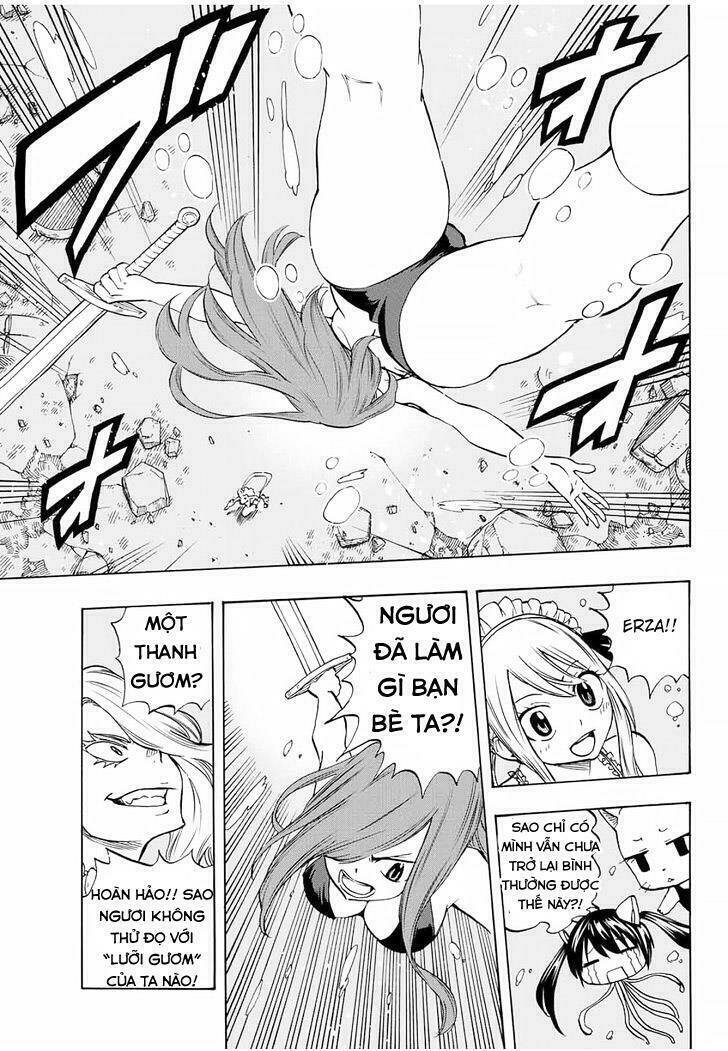 ブ
オ
オ
オ
ERZA!!
SAO CHỈ CÓ
MÌNH VẪN CHƯA
TRỞ LẠI BÌNH
THƯỜNG ĐƯỢC
THẾ NÀY?!
NGƯƠI
ĐÃ LÀM
GÌ BẠN
BÈ TA?!
MỘT
THANH
GƯƠM?
HOÀN HẢO!! SAO
NGƯƠI KHÔNG
THỬ ĐỌ VỚI
"LƯỠI GƯƠM"
CỦA TA NÀO!